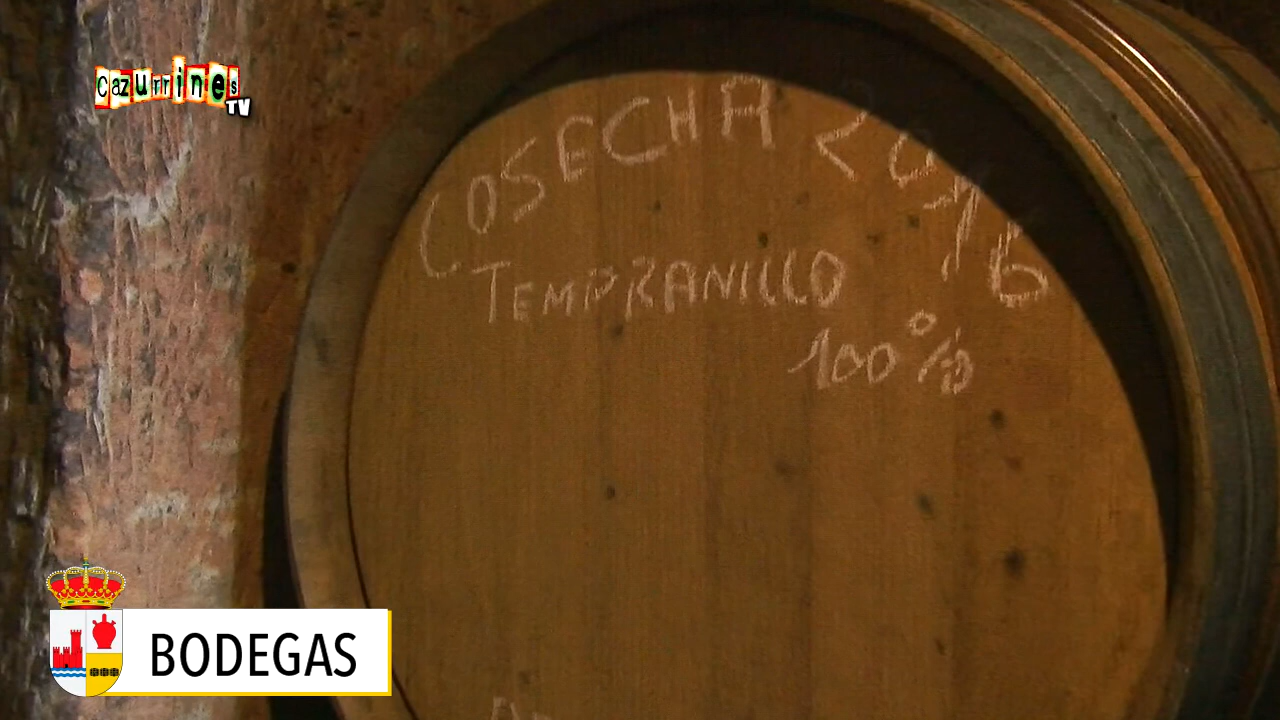 Cazurrines
TV
COSECHA 2016
TEMPRANILLO
100%
BODEGAS